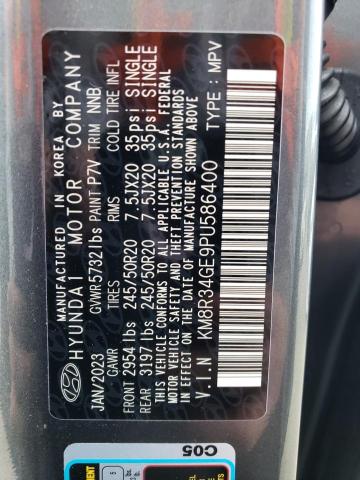 MANUFACTURED IN KOREA BY
HYUNDAI MOTOR COMPANY
JAN/2023 GVWR 5732 lbs PAINT P7V TRIM NNB
GAWR RIMS COLD TIRE INFL
FRONT 2954 lbs 245/50R20 7.5JX20 35psi SINGLE
REAR 3197 lbs 245/50R20 7.5JX20 35psi SINGLE
THIS VEHICLE CONFORMS TO ALL APPLICABLE U.S.A. FEDERAL
MOTOR VEHICLE SAFETY, BUMPER, AND THEFT PREVENTION STANDARDS
IN EFFECT ON THE DATE OF MANUFACTURE SHOWN ABOVE
V.I.N KM8R34GE9PU586400 TYPE : MPV
C05